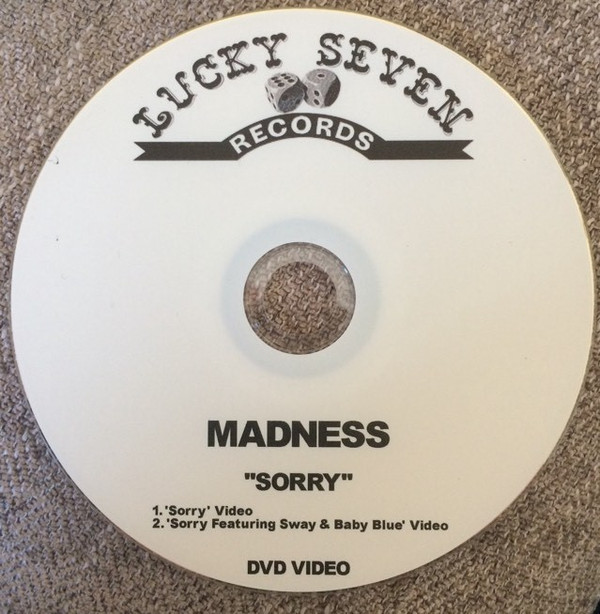 LUCKY SEVEN
RECORDS
MADNESS
"SORRY"
1. 'Sorry' Video
2. 'Sorry Featuring Sway & Baby Blue' Video
DVD VIDEO